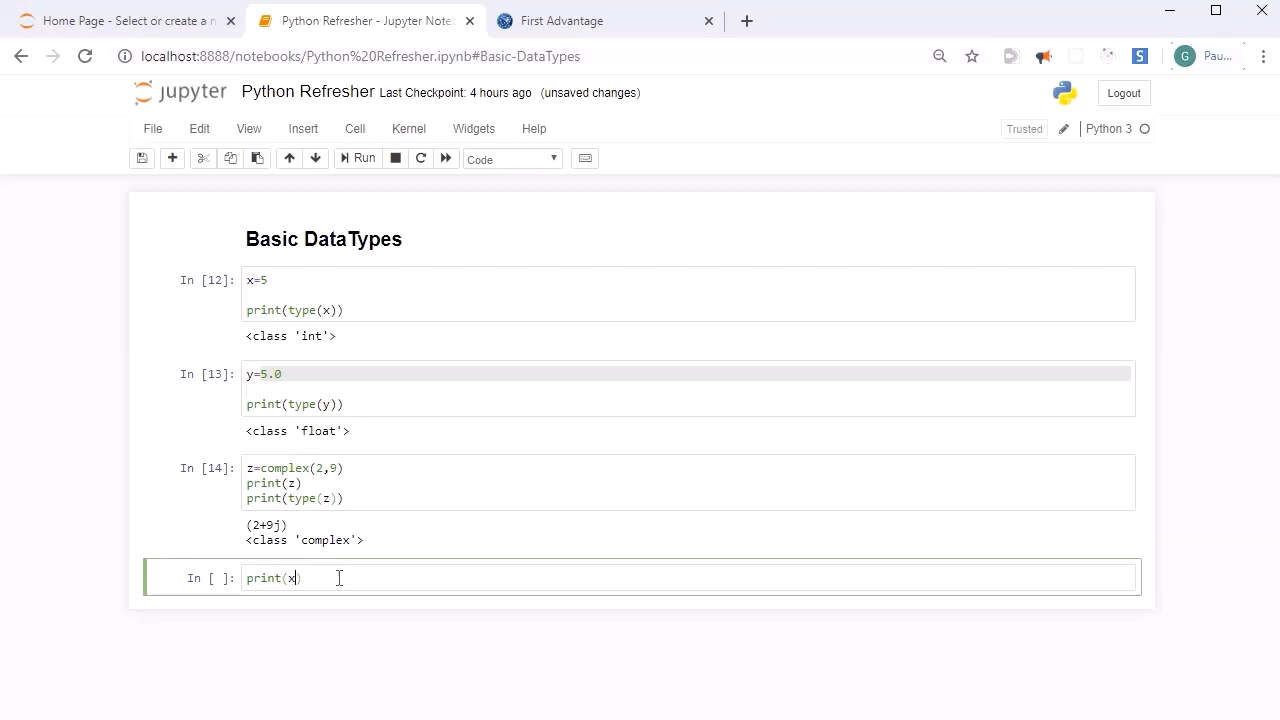 Home Page - Select or create a n
Python Refresher - Jupyter Note
First Advantage
localhost:8888/notebooks/Python%20Refresher.ipynb#Basic-DataTypes
S
G
Pau...
jupyter
Python Refresher Last Checkpoint: 4 hours ago (unsaved changes)
Logout
File Edit View Insert Cell Kernel Widgets Help
Trusted
Python 3
Run
Code
Basic DataTypes
In [12]: x=5
print(type(x))
<class 'int'>
In [13]: y=5.0
print(type(y))
<class 'float'>
In [14]: z=complex(2,9)
print(z)
print(type(z))
(2+9j)
<class 'complex'>
In [ ]: print(x)